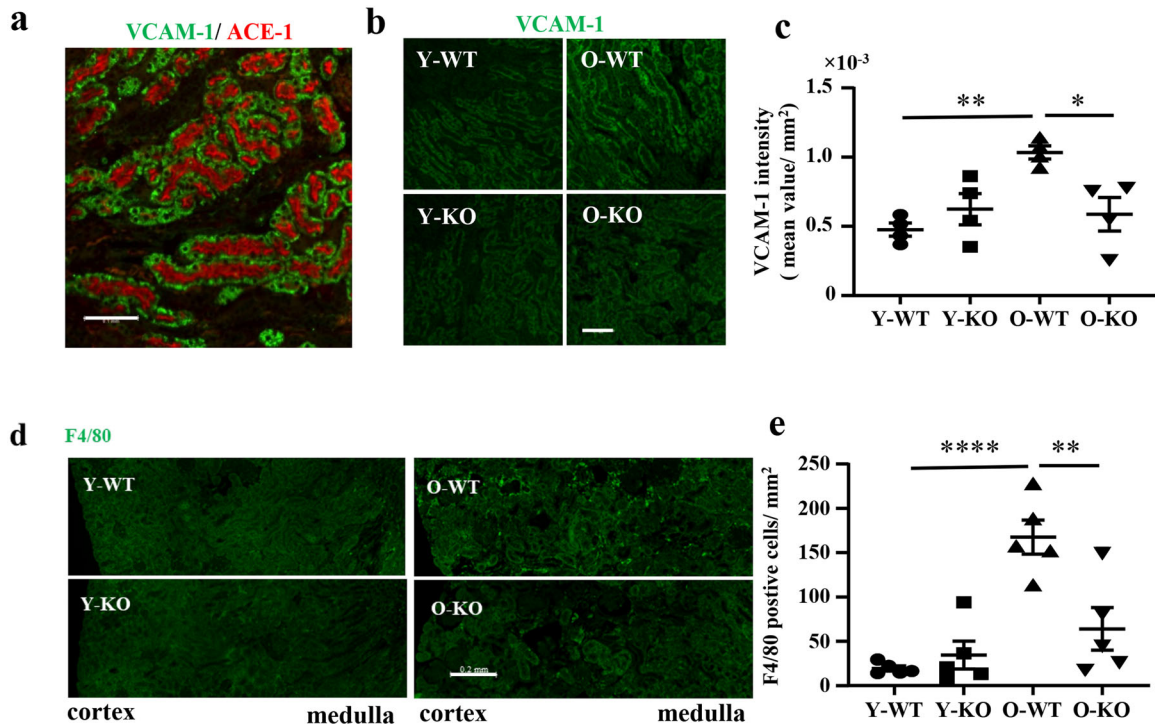 a
VCAM-1/ ACE-1
b
VCAM-1
Y-WT
O-WT
Y-KO
O-KO
c
×10⁻³
VCAM-1 intensity
( mean value/ mm²)
1.5
1.0
0.5
0
**
*
Y-WT Y-KO O-WT O-KO
d
F4/80
Y-WT
O-WT
Y-KO
O-KO
0.2 mm
cortex medulla cortex medulla
e
F4/80 postive cells/ mm²
250
200
150
100
50
0
****
**
Y-WT Y-KO O-WT O-KO